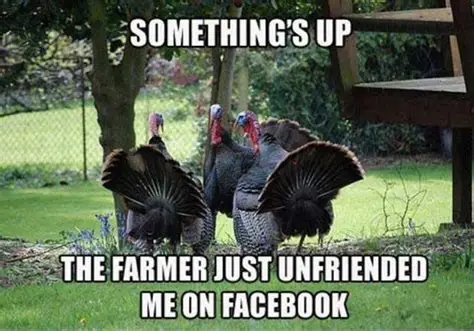 SOMETHING'S UP
THE FARMER JUST UNFRIENDED
ME ON FACEBOOK